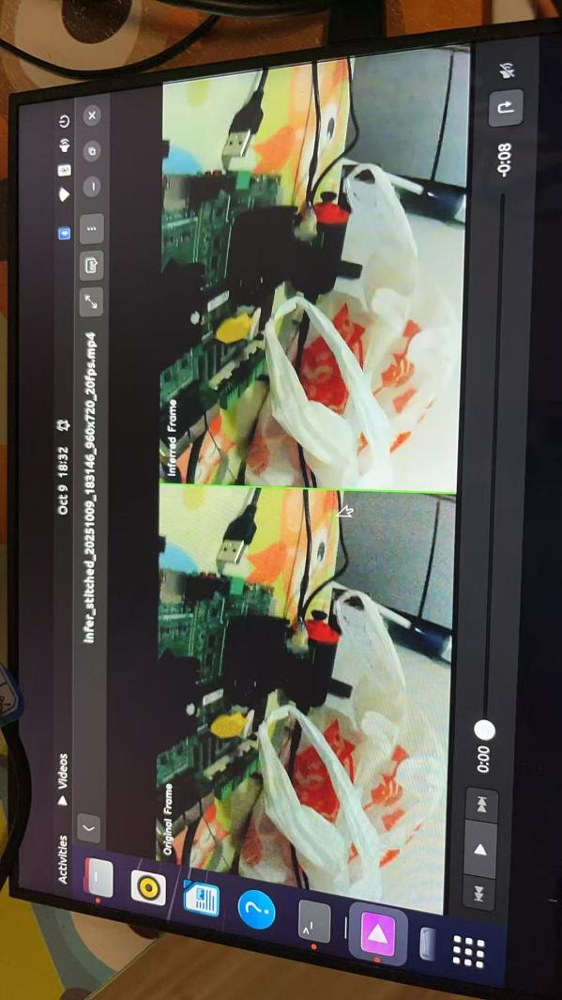 Activities
Videos
Oct 9 18:32
infer_stitched_20251009_183146_960x720_20fps.mp4
Original Frame
Inferred Frame
0:00
-0:08